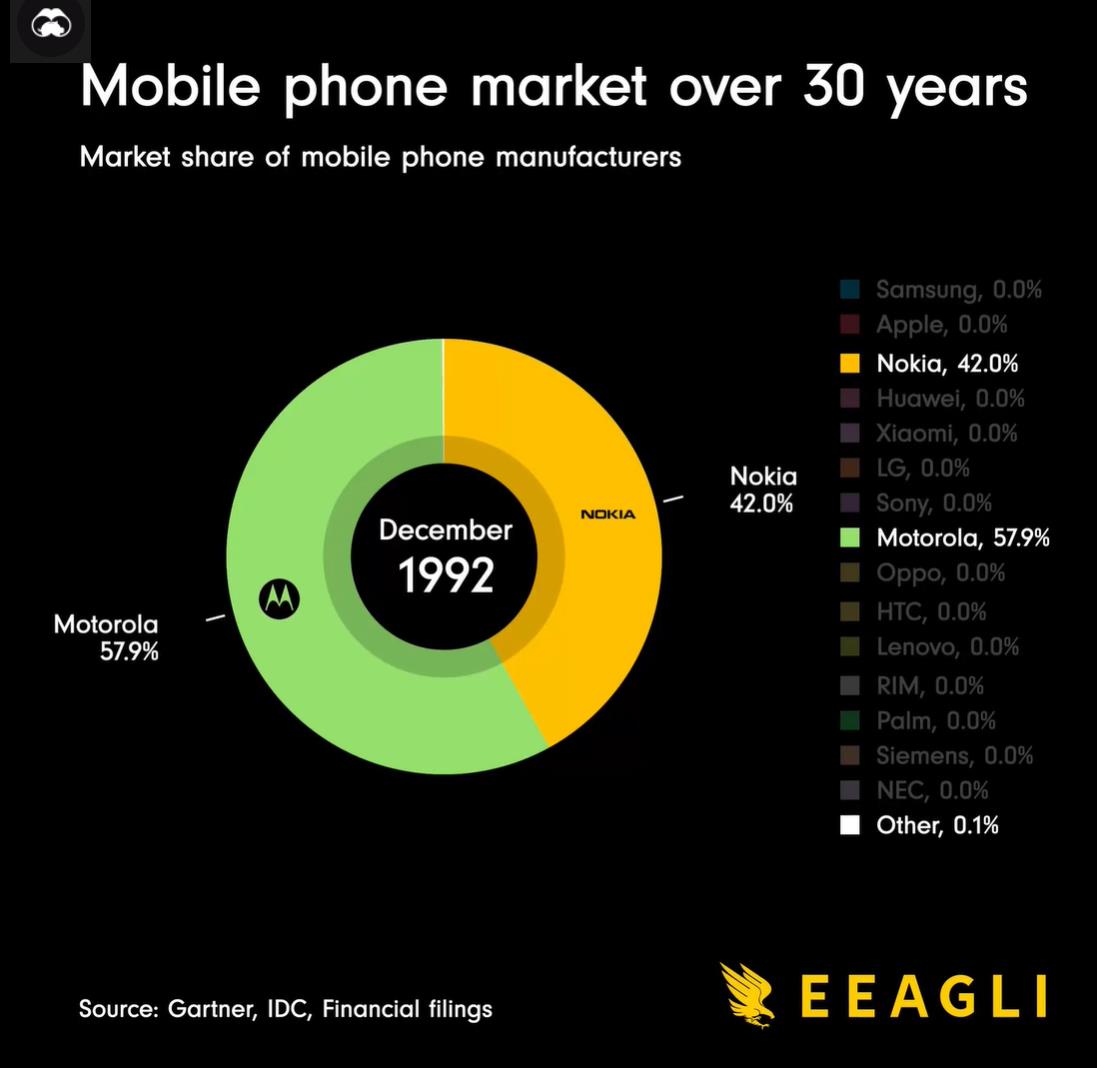 Mobile phone market over 30 years
Market share of mobile phone manufacturers
Samsung, 0.0%
Apple, 0.0%
Nokia, 42.0%
Huawei, 0.0%
Xiaomi, 0.0%
LG, 0.0%
Sony, 0.0%
Motorola, 57.9%
Oppo, 0.0%
HTC, 0.0%
Lenovo, 0.0%
RIM, 0.0%
Palm, 0.0%
Siemens, 0.0%
NEC, 0.0%
Other, 0.1%
Nokia
42.0%
NOKIA
December
1992
Motorola
57.9%
Source: Gartner, IDC, Financial filings
EEAGLI